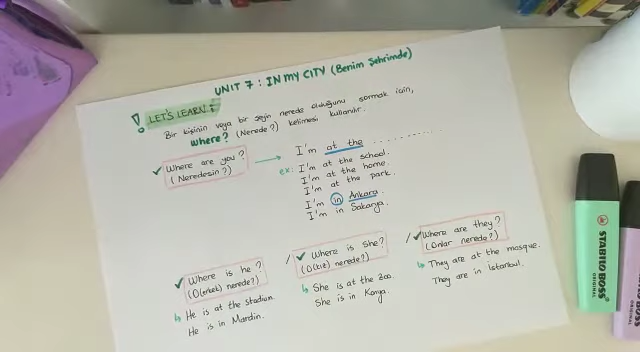 UNIT 7 : IN MY CITY (Benim Şehrimde)
! LET'S LEARN :
Bir kişinin veya bir şeyin nerede olduğunu sormak için,
where? (Nerede?) kelimesi kullanılır.
✓ Where are you?
(Neredesin?)
→ I'm at the ..............
ex: I'm at the school.
I'm at the home.
I'm at the park.
I'm in Ankara.
I'm in Sakarya.
✓ Where is he?
(O(erkek) nerede?)
↳ He is at the stadium.
He is in Mardin.
/ ✓ Where is she?
(O(kız) nerede?)
↳ She is at the zoo.
She is in Konya.
/ ✓ Where are they?
(Onlar nerede?)
↳ They are at the mosque.
They are in Istanbul.
STABILO BOSS
ORIGINAL
STABILO BOSS
ORIGINAL